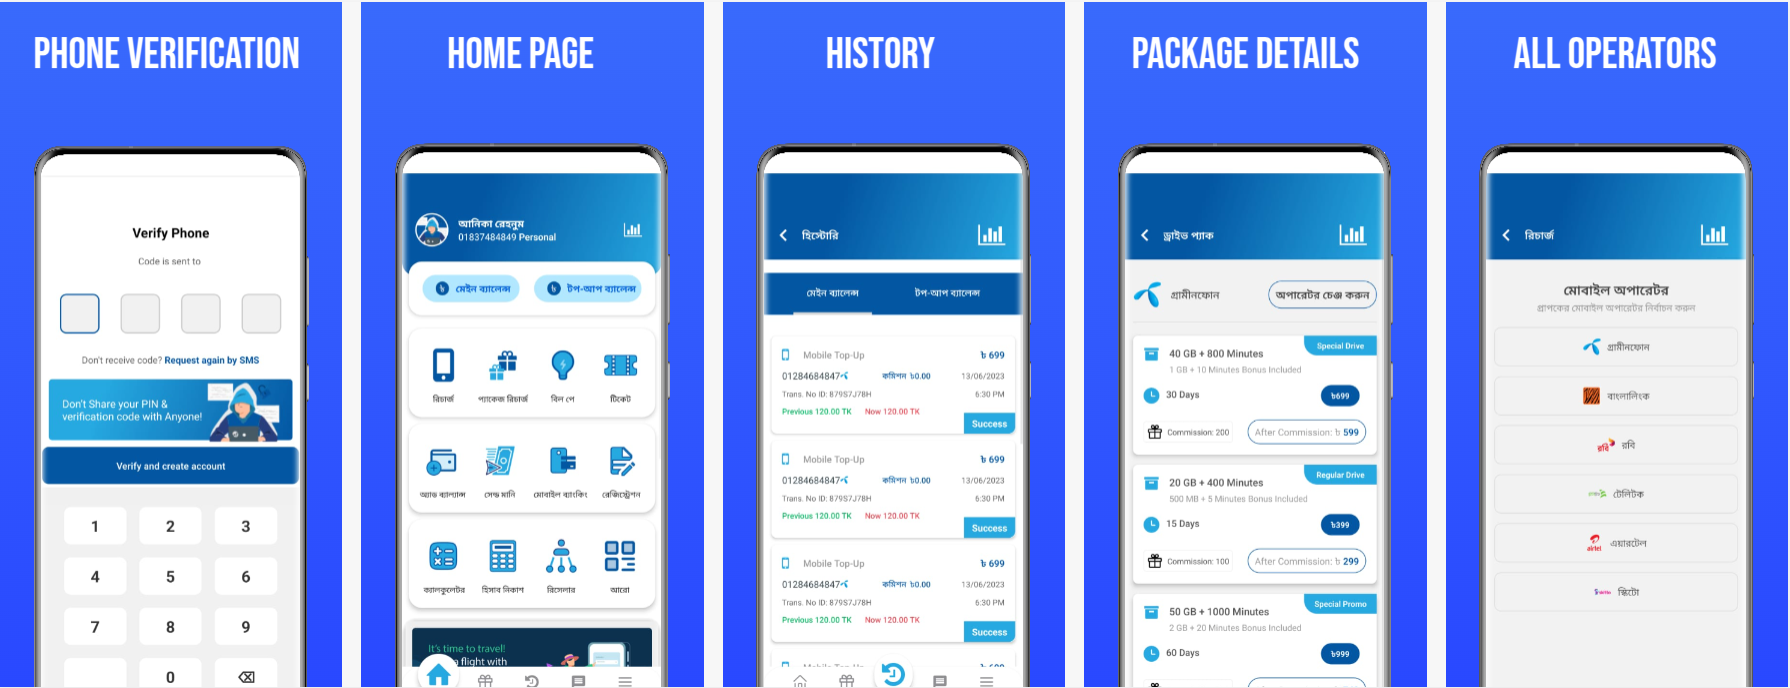 PHONE VERIFICATION
Verify Phone
Code is sent to
Don't receive code? Request again by SMS
Don't Share your PIN &
verification code with Anyone!
Verify and create account
1 2 3
4 5 6
7 8 9
0
HOME PAGE
আনিকা রেহনুম
01837484849 Personal
৳ মেইন ব্যালেন্স ৳ টপ-আপ ব্যালেন্স
রিচার্জ প্যাকেজ রিচার্জ বিল পে টিকেট
অ্যাড ব্যালান্স সেন্ড মানি মোবাইল ব্যাংকিং রেজিস্ট্রেশন
ক্যালকুলেটর হিসাব নিকাশ রিসেলার আরো
It's time to travel!
flight with
HISTORY
হিস্টোরি
মেইন ব্যালেন্স টপ-আপ ব্যালেন্স
Mobile Top-Up ৳ 699
01284684847 কমিশন ৳0.00 13/06/2023
Trans. No ID: 879S7J78H 6:30 PM
Previous 120.00 TK Now 120.00 TK
Success
Mobile Top-Up ৳ 699
01284684847 কমিশন ৳0.00 13/06/2023
Trans. No ID: 879S7J78H 6:30 PM
Previous 120.00 TK Now 120.00 TK
Success
Mobile Top-Up ৳ 699
01284684847 কমিশন ৳0.00 13/06/2023
Trans. No ID: 879S7J78H 6:30 PM
Previous 120.00 TK Now 120.00 TK
Success
Mobile Top-Up ৳ 699
PACKAGE DETAILS
ড্রাইভ প্যাক
গ্রামীনফোন অপারেটর চেঞ্জ করুন
Special Drive
40 GB + 800 Minutes
1 GB + 10 Minutes Bonus Included
30 Days ৳699
Commission: 200 After Commission: ৳ 599
Regular Drive
20 GB + 400 Minutes
500 MB + 5 Minutes Bonus Included
15 Days ৳399
Commission: 100 After Commission: ৳ 299
Special Promo
50 GB + 1000 Minutes
2 GB + 20 Minutes Bonus Included
60 Days ৳999
ALL OPERATORS
রিচার্জ
মোবাইল অপারেটর
প্রাপকের মোবাইল অপারেটর নির্বাচন করুন
গ্রামীনফোন
বাংলালিংক
রবি রবি
টেলিটক
airtel এয়ারটেল
স্কিটো